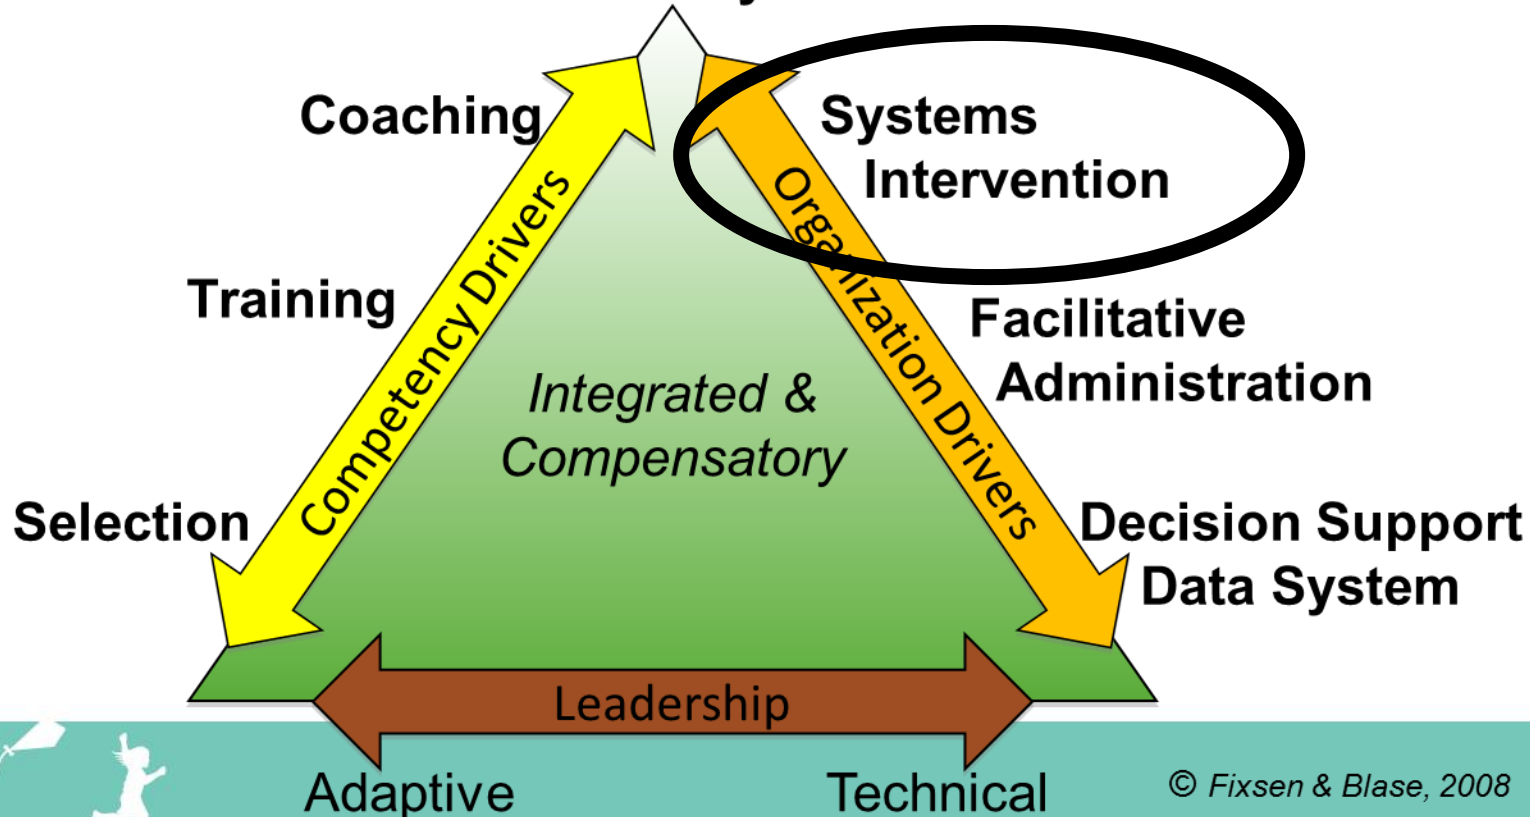 Coaching
Systems
Intervention
Training
Competency Drivers
Organization Drivers
Facilitative
Administration
Integrated &
Compensatory
Selection
Decision Support
Data System
Leadership
Adaptive
Technical
© Fixsen & Blase, 2008